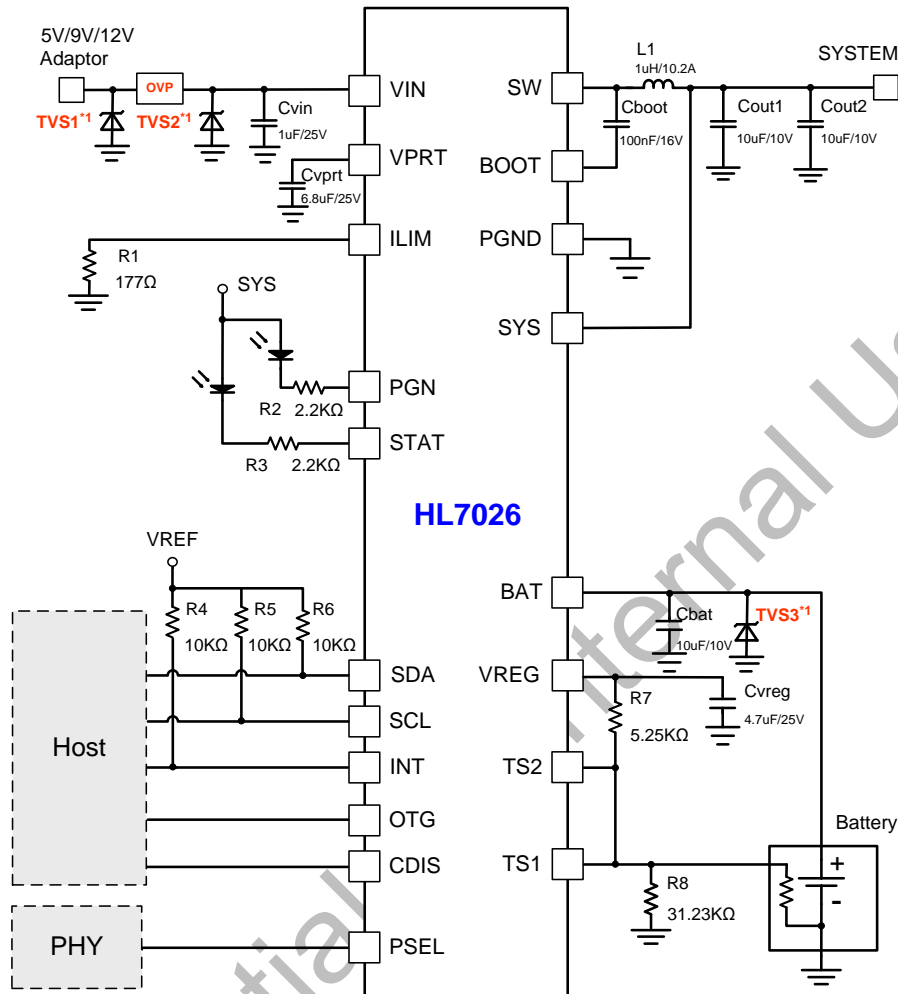 5V/9V/12V
Adaptor
OVP
TVS1*1
TVS2*1
Cvin
1uF/25V
VIN
Cvprt
6.8uF/25V
VPRT
ILIM
R1
177Ω
SYS
PGN
R2 2.2KΩ
STAT
R3 2.2KΩ
HL7026
VREF
R4
10KΩ
R5
10KΩ
R6
10KΩ
Host
SDA
SCL
INT
OTG
CDIS
PHY
PSEL
SW
L1
1uH/10.2A
SYSTEM
Cboot
100nF/16V
Cout1
10uF/10V
Cout2
10uF/10V
BOOT
PGND
SYS
BAT
Cbat
10uF/10V
TVS3*1
VREG
R7
5.25KΩ
Cvreg
4.7uF/25V
TS2
TS1
R8
31.23KΩ
Battery
+
-